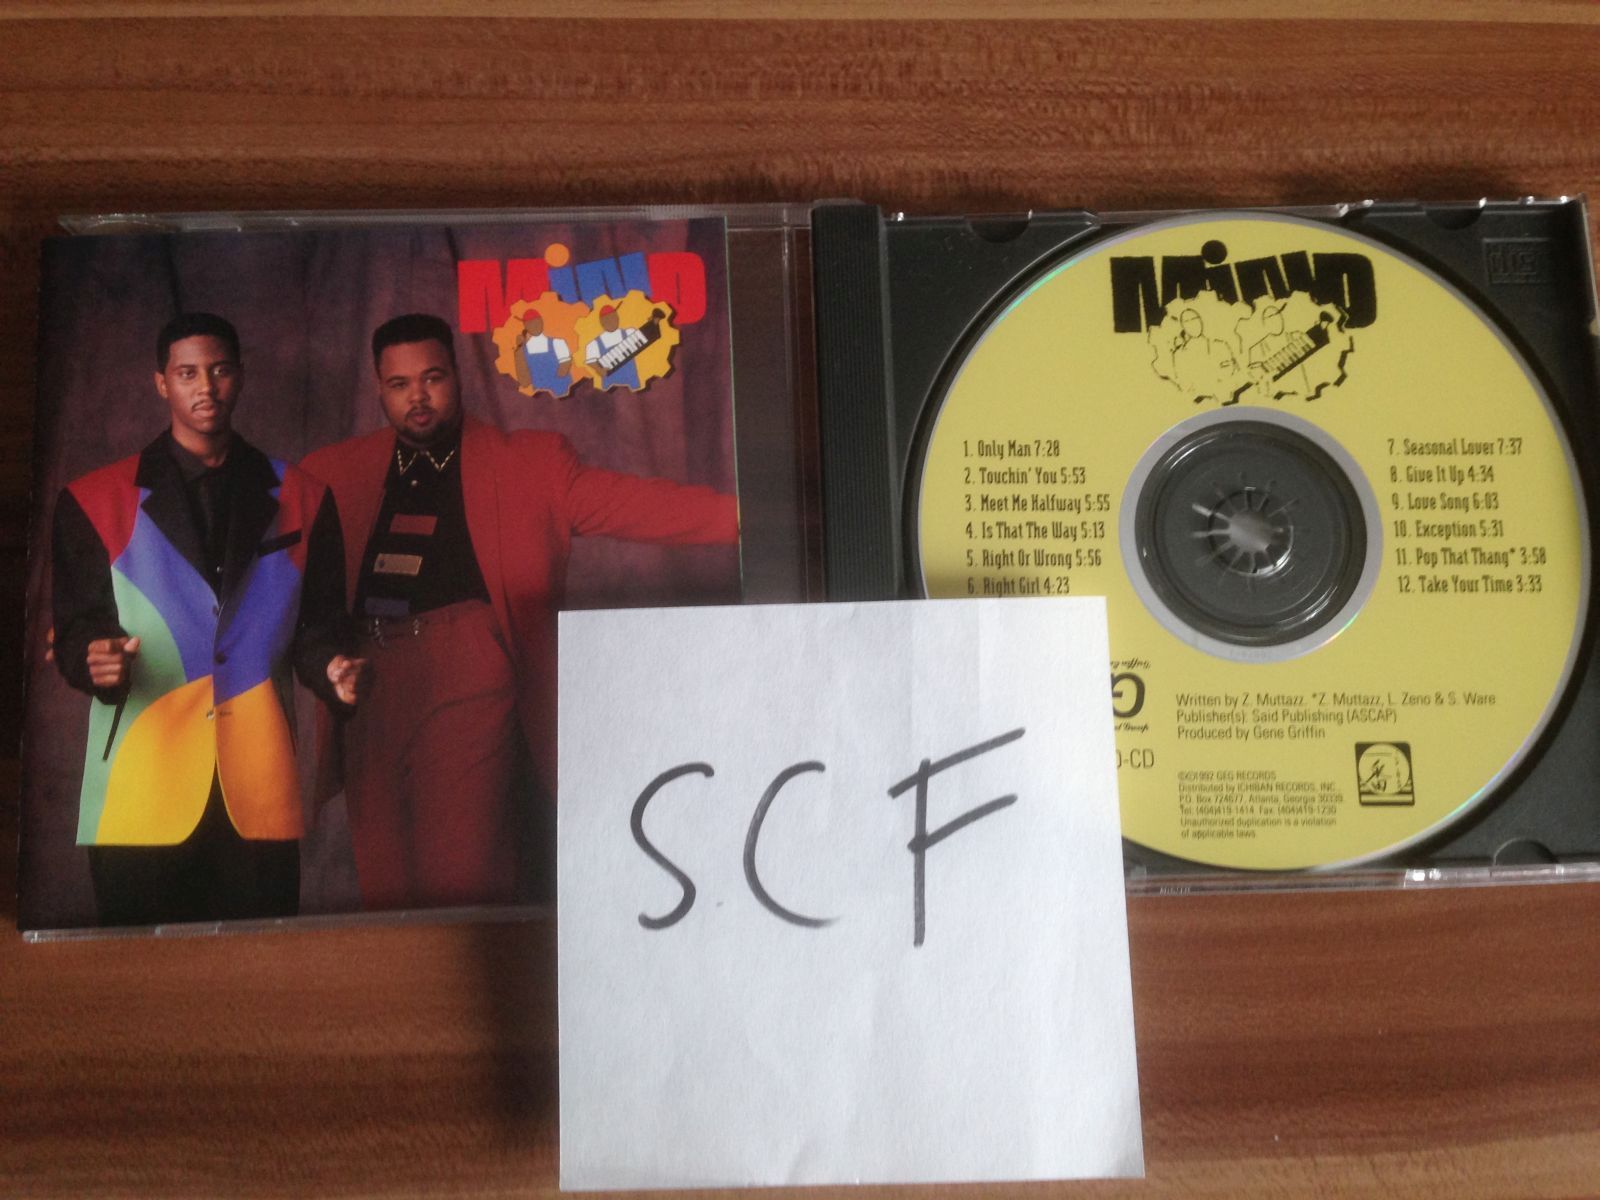 MiND
MiND
1. Only Man 7:28
2. Touchin' You 5:53
3. Meet Me Halfway 5:55
4. Is That The Way 5:13
5. Right Or Wrong 5:56
6. Right Girl 4:23
7. Seasonal Lover 7:37
8. Give It Up 4:34
9. Love Song 6:03
10. Exception 5:31
11. Pop That Thang* 3:58
12. Take Your Time 3:33
Written by Z. Muttazz. *Z. Muttazz, L. Zeno & S. Ware
Publisher(s): Said Publishing (ASCAP)
Produced by Gene Griffin
-CD
©℗1992 GEG RECORDS
Distributed by ICHIBAN RECORDS, INC.,
P.O. Box 724677, Atlanta, Georgia 30339.
Tel: (404)419-1414 Fax: (404)419-1230
Unauthorized duplication is a violation
of applicable laws.
SCF